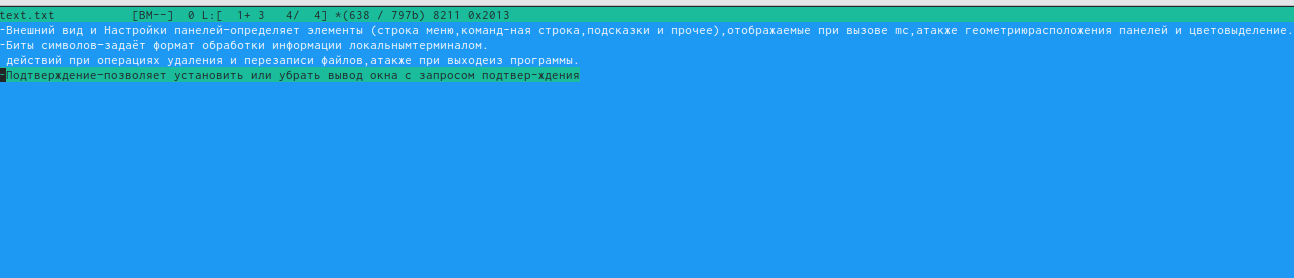 text.txt [BM--] 0 L:[ 1+ 3 4/ 4] *(638 / 797b) 8211 0x2013
–Внешний вид и Настройки панелей–определяет элементы (строка меню,команд-ная строка,подсказки и прочее),отображаемые при вызове mc,атакже геометриюрасположения панелей и цветовыделение.
–Биты символов–задаёт формат обработки информации локальнымтерминалом.
действий при операциях удаления и перезаписи файлов,атакже при выходеиз программы.
–Подтверждение–позволяет установить или убрать вывод окна с запросом подтвер-ждения